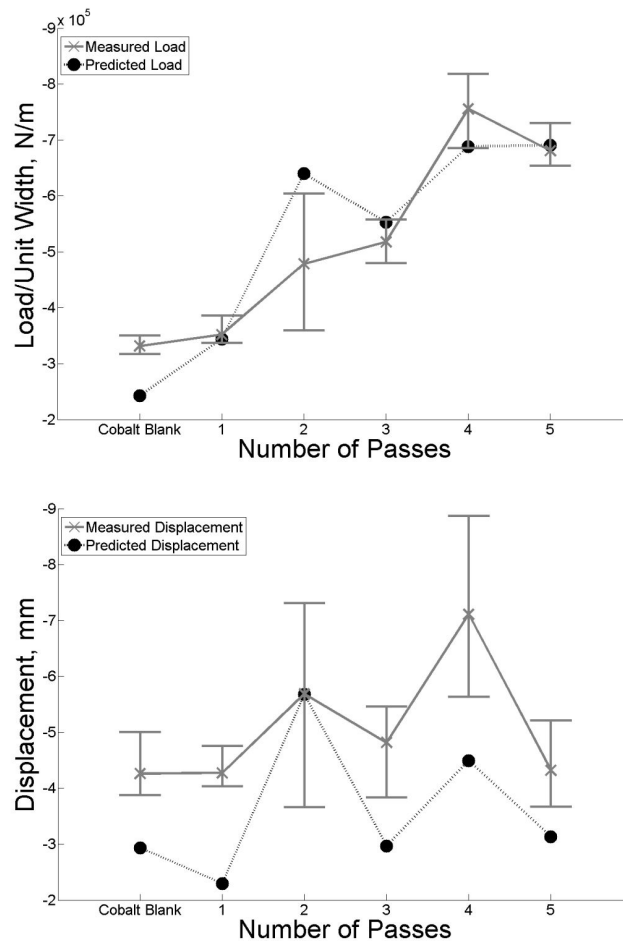 -9 x 10^5
Measured Load
Predicted Load
-8
-7
-6
-5
-4
-3
-2
Load/Unit Width, N/m
Cobalt Blank 1 2 3 4 5
Number of Passes
-9
Measured Displacement
Predicted Displacement
-8
-7
-6
-5
-4
-3
-2
Displacement, mm
Cobalt Blank 1 2 3 4 5
Number of Passes